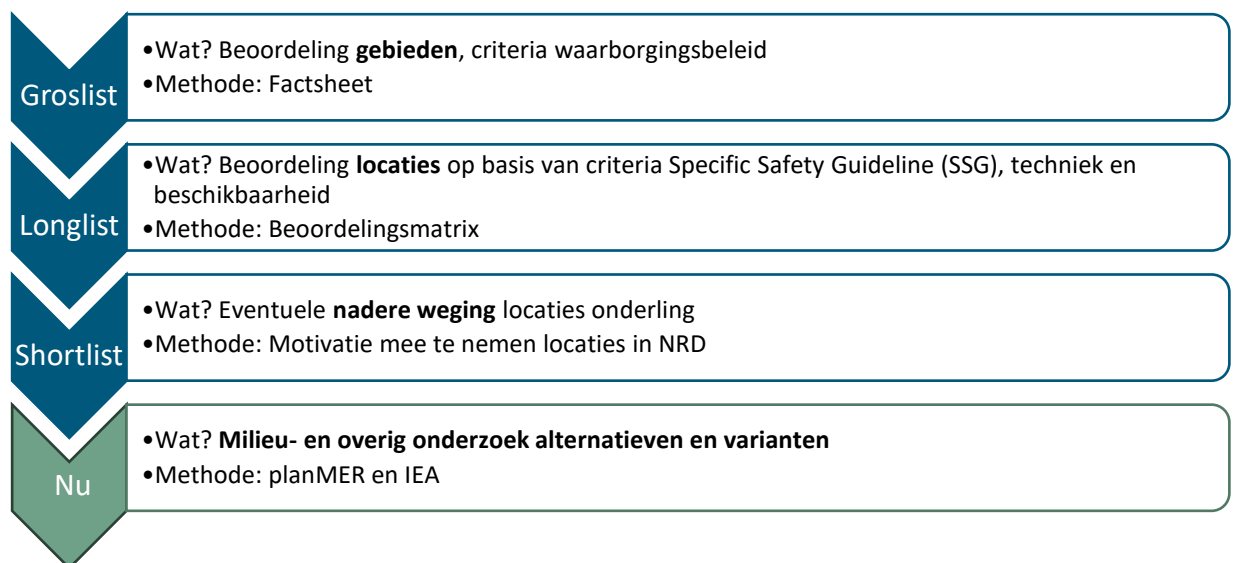 Groslist
•Wat? Beoordeling gebieden, criteria waarborgingsbeleid
•Methode: Factsheet
Longlist
•Wat? Beoordeling locaties op basis van criteria Specific Safety Guideline (SSG), techniek en
beschikbaarheid
•Methode: Beoordelingsmatrix
Shortlist
•Wat? Eventuele nadere weging locaties onderling
•Methode: Motivatie mee te nemen locaties in NRD
Nu
•Wat? Milieu- en overig onderzoek alternatieven en varianten
•Methode: planMER en IEA